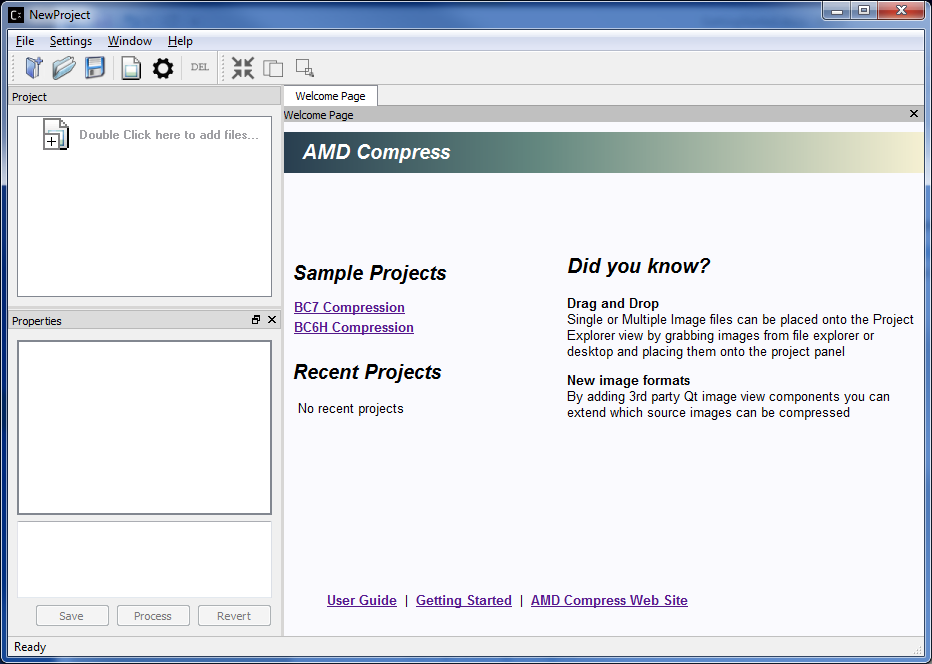 NewProject
File Settings Window Help
DEL
Project
Double Click here to add files...
Properties
Save Process Revert
Welcome Page
Welcome Page
AMD Compress
Sample Projects
BC7 Compression
BC6H Compression
Recent Projects
No recent projects
Did you know?
Drag and Drop
Single or Multiple Image files can be placed onto the Project
Explorer view by grabbing images from file explorer or
desktop and placing them onto the project panel
New image formats
By adding 3rd party Qt image view components you can
extend which source images can be compressed
User Guide | Getting Started | AMD Compress Web Site
Ready